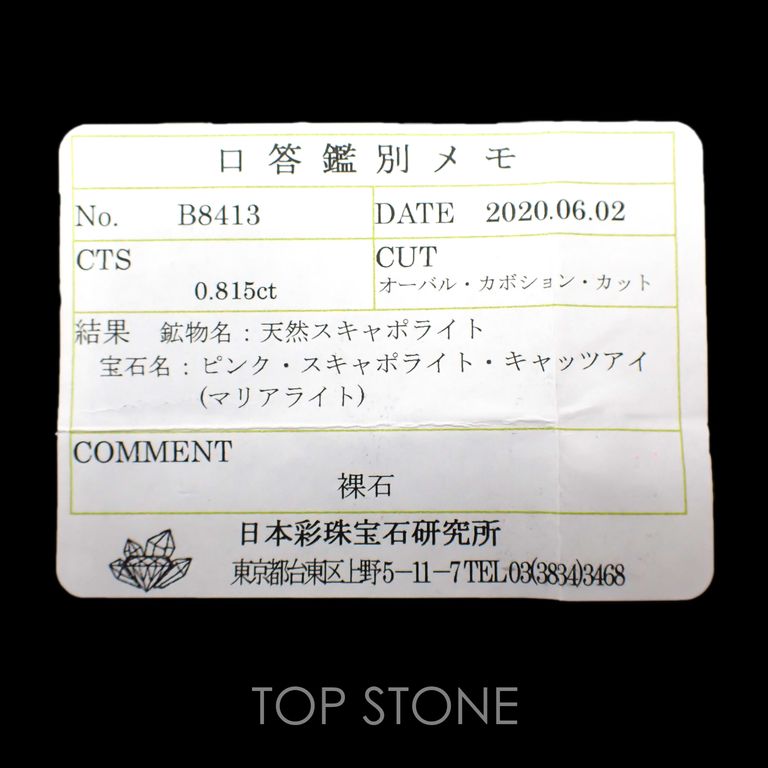 口答鑑別メモ
No. B8413 DATE 2020.06.02
CTS CUT
0.815ct オーバル・カボション・カット
結果 鉱物名：天然スキャポライト
宝石名：ピンク・スキャポライト・キャッツアイ
(マリアライト)
COMMENT
裸石
日本彩珠宝石研究所
東京都台東区上野5-11-7 TEL 03(3834)3468
TOP STONE